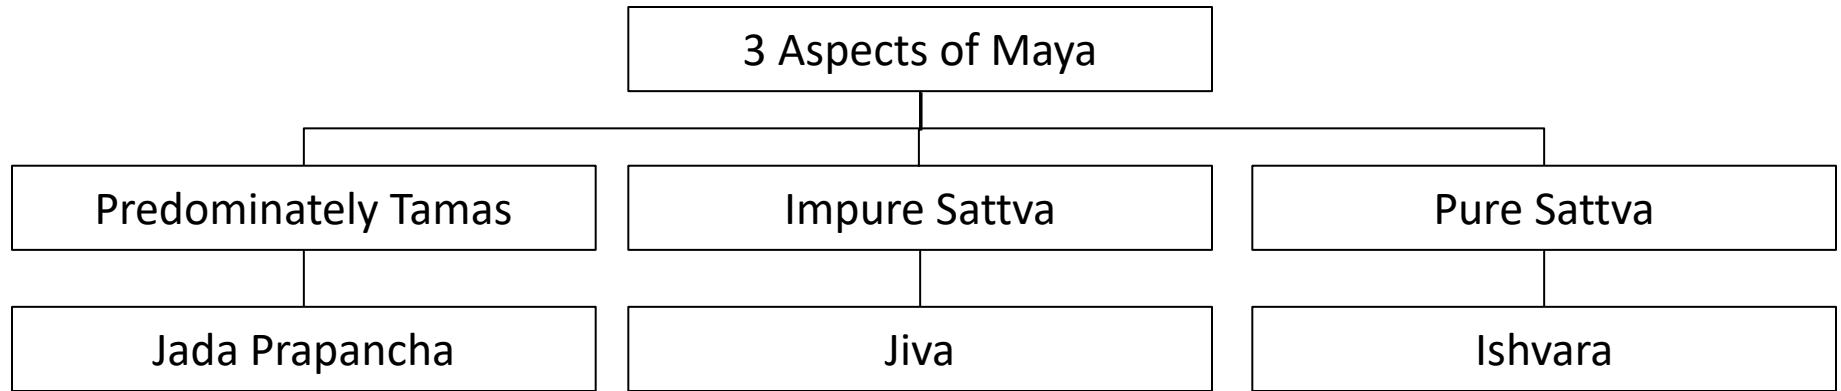 3 Aspects of Maya
Predominately Tamas
Impure Sattva
Pure Sattva
Jada Prapancha
Jiva
Ishvara